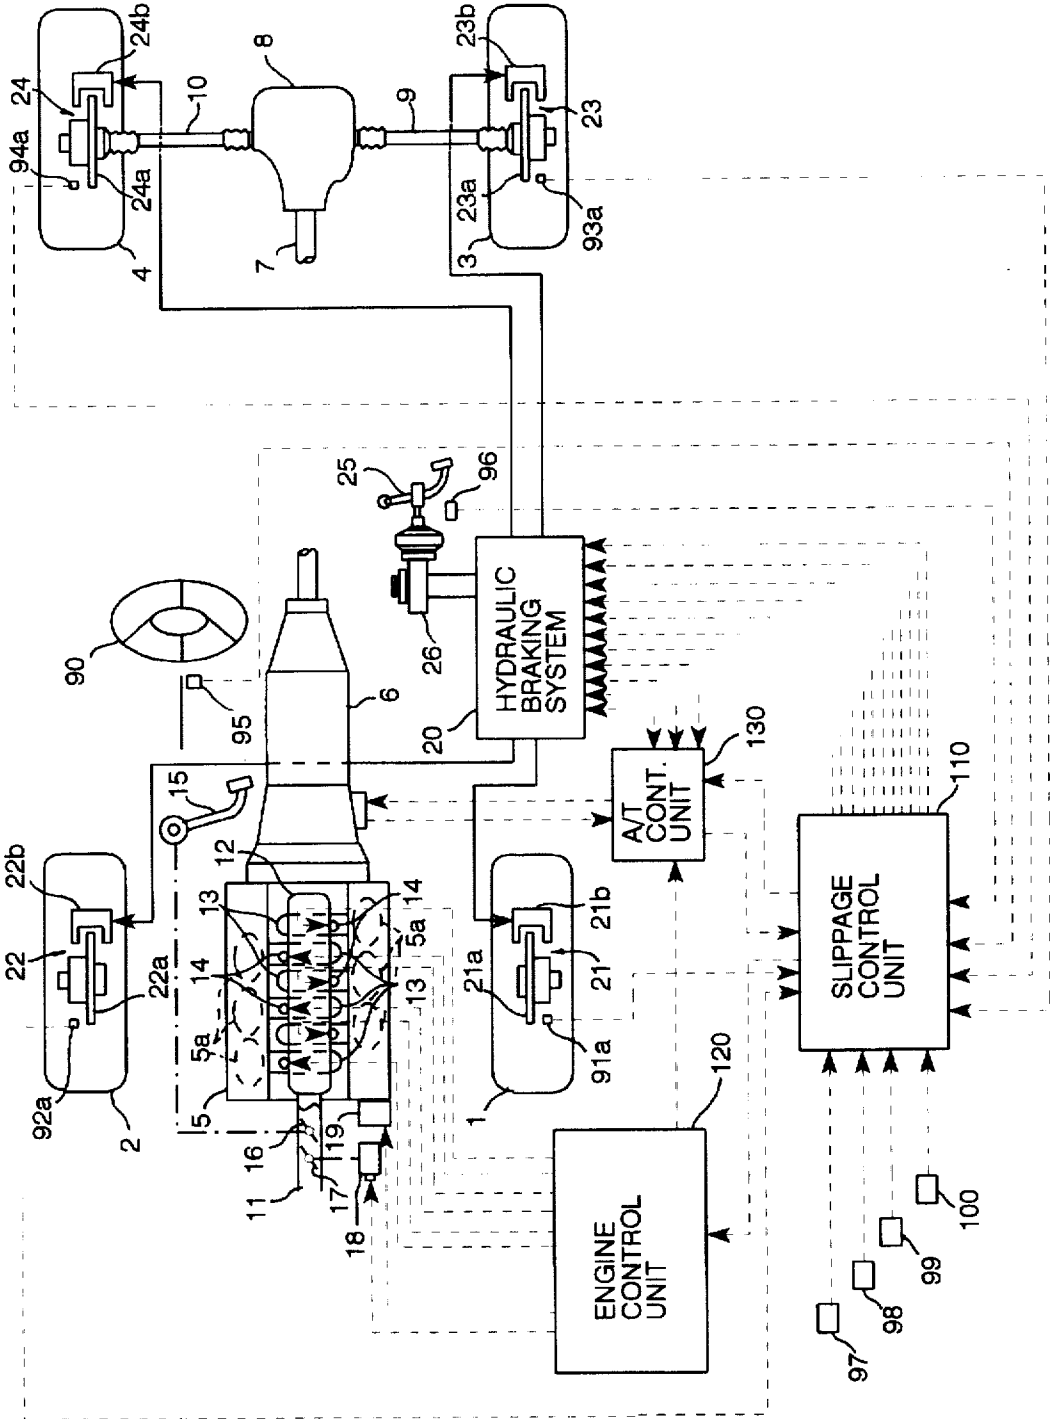 22b
24b
22
24
94a
92a
90
2
4
24a
22a
15
10
5
5a
14
13
12
95
11
16
7
8
19
17
18
25
6
13
14
5a
9
20
26
1
3
23a
23b
21a
96
HYDRAULIC
BRAKING
SYSTEM
91a
21
21b
93a
23
ENGINE
CONTROL
UNIT
A/T
CONT.
UNIT
120
130
SLIPPAGE
CONTROL
UNIT
110
97
98
99
100